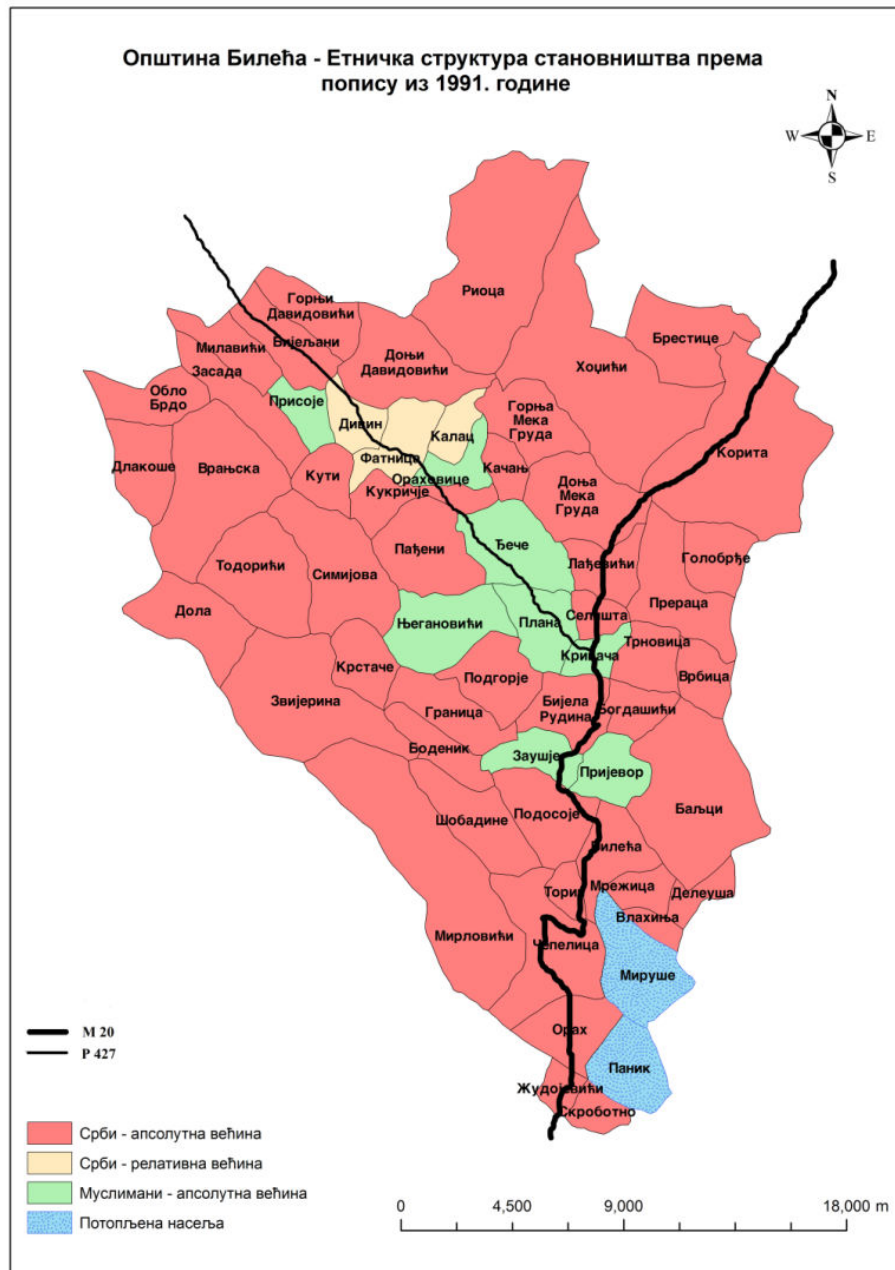 Општина Билећа - Етничка структура становништва према
попису из 1991. године
N
W
E
S
Риоца
Горњи
Давидовићи
Бијељани
Милавићи
Засада
Доњи
Давидовићи
Брестице
Хоџићи
Обло
Брдо
Присоје
Дивин
Калац
Горња
Мека
Груда
Фатница
Ораховице
Качањ
Корита
Длакоше
Врањска
Кути
Кукричје
Доња
Мека
Груда
Пађени
Ђече
Лађевићи
Голобрђе
Тодорићи
Симијова
Дола
Његановићи
Плана
Селишта
Прераца
Кривача
Трновица
Крстаче
Подгорје
Врбица
Звијерина
Граница
Бијела
Рудина
Богдашићи
Боденик
Заушје
Пријевор
Шобадине
Подосоје
Баљци
Билећа
Торич
Мрежица
Делеуша
Влахиња
Мирловићи
Чепелица
Мируше
Орах
Паник
Жудојевићи
Скроботно
М 20
Р 427
Срби - апсолутна већина
Срби - релативна већина
Муслимани - апсолутна већина
Потопљена насеља
0
4,500
9,000
18,000 m